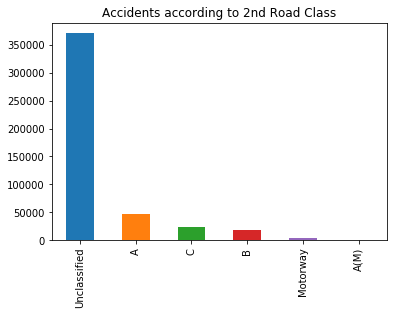 Accidents according to 2nd Road Class
350000
300000
250000
200000
150000
100000
50000
0
Unclassified
A
C
B
Motorway
A(M)